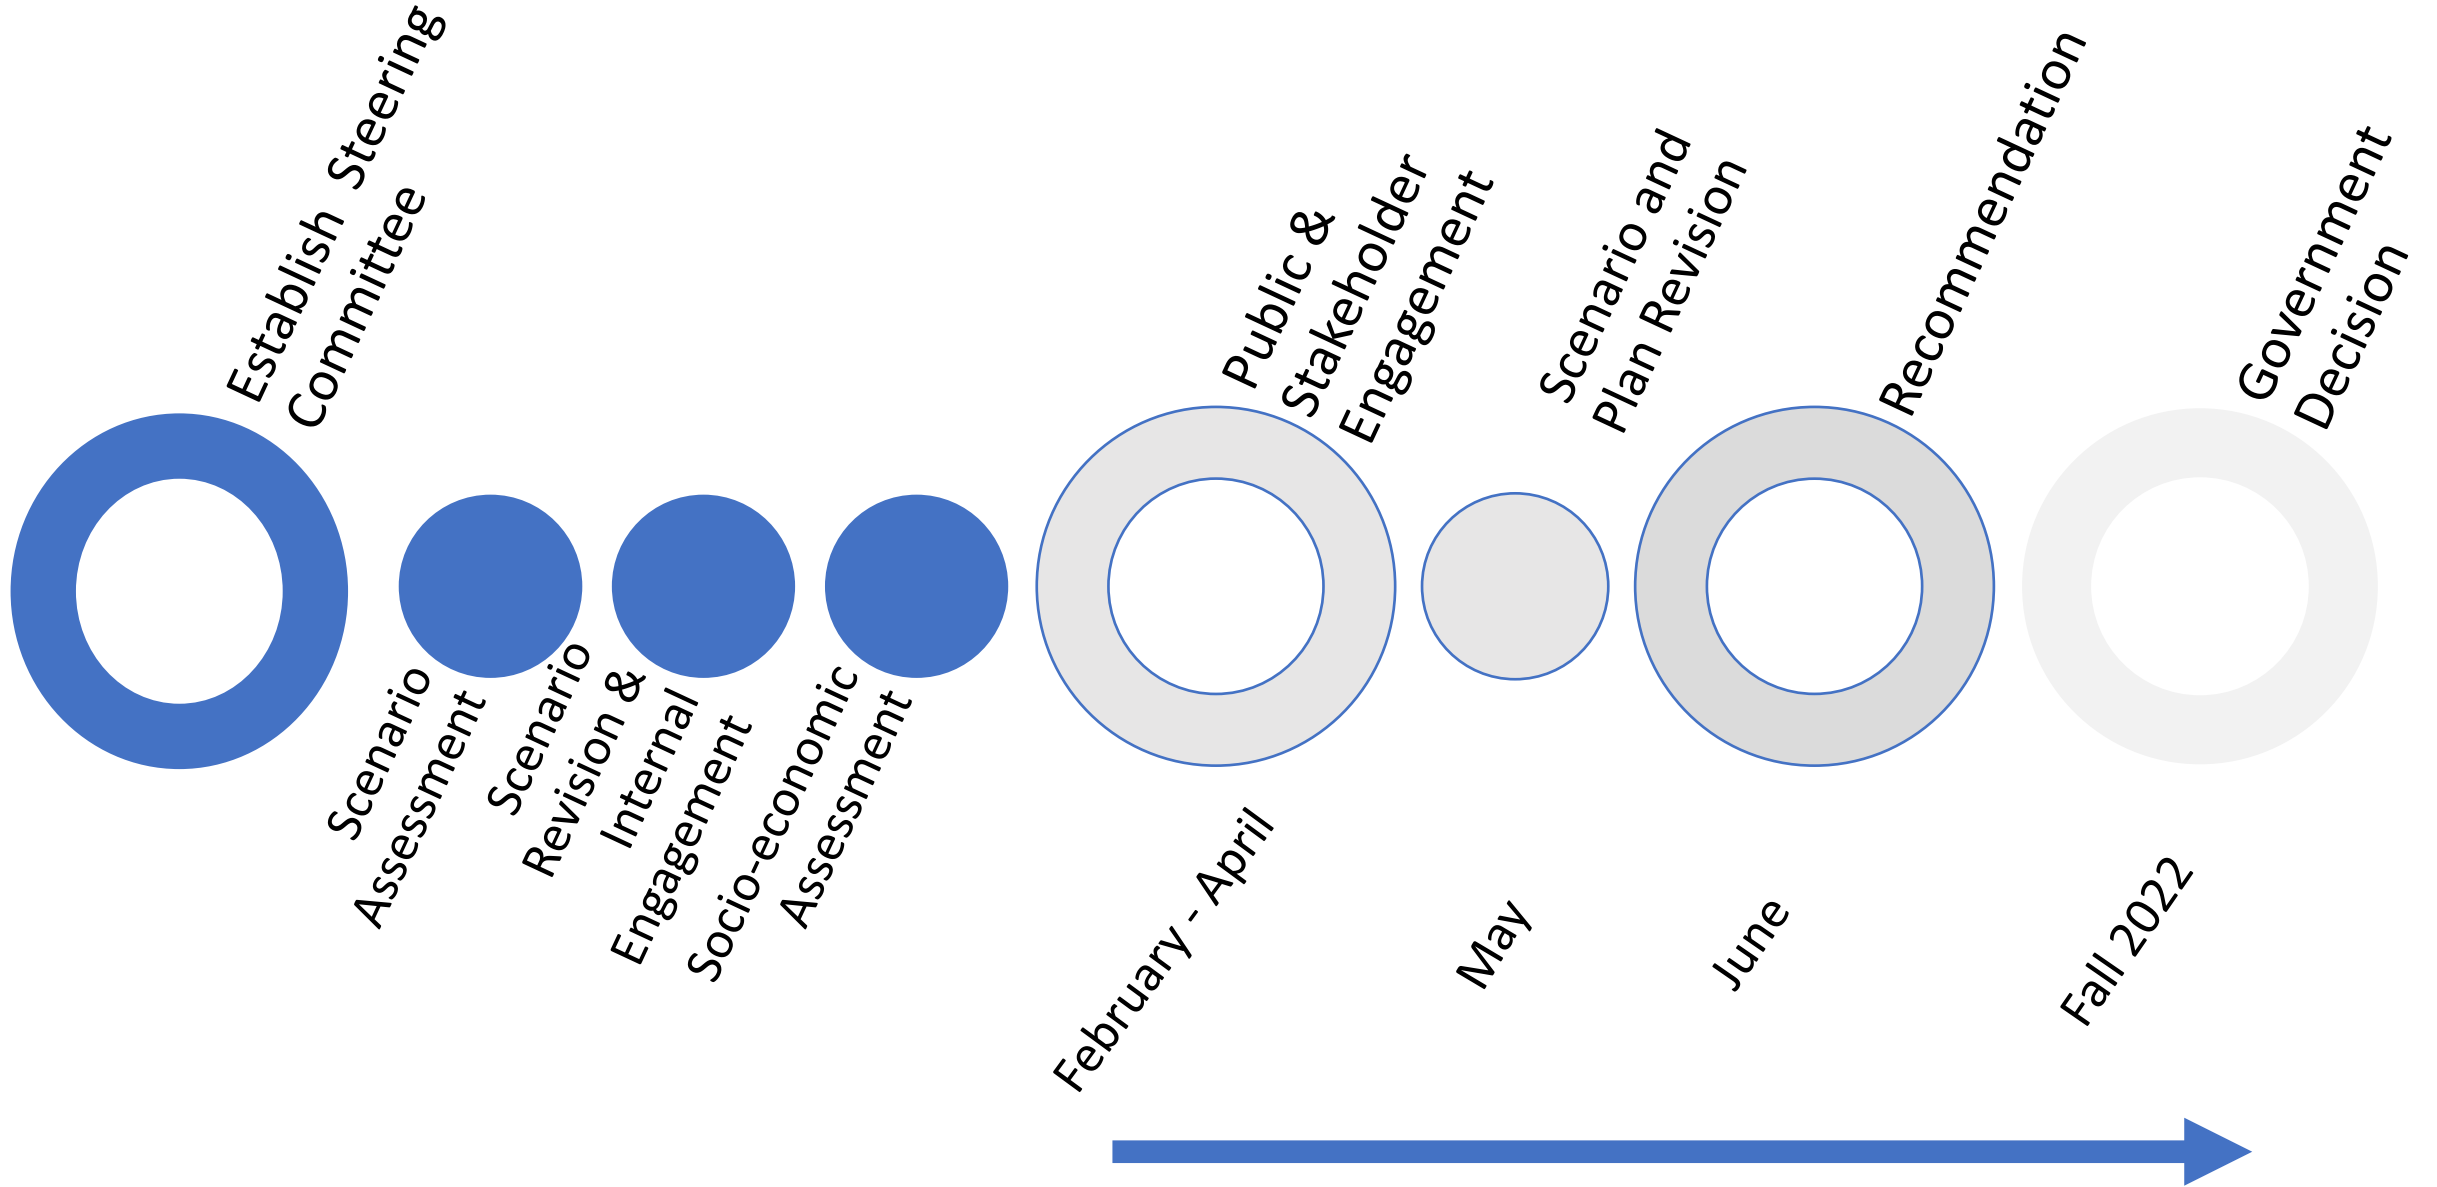 Establish Steering
Committee
Scenario
Assessment
Scenario
Revision &
Internal
Engagement
Socio-economic
Assessment
Public &
Stakeholder
Engagement
Scenario and
Plan Revision
Recommendation
Government
Decision
February - April
May
June
Fall 2022